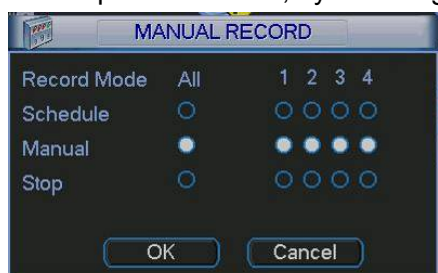 MANUAL RECORD
Record Mode All 1 2 3 4
Schedule
Manual
Stop
OK Cancel